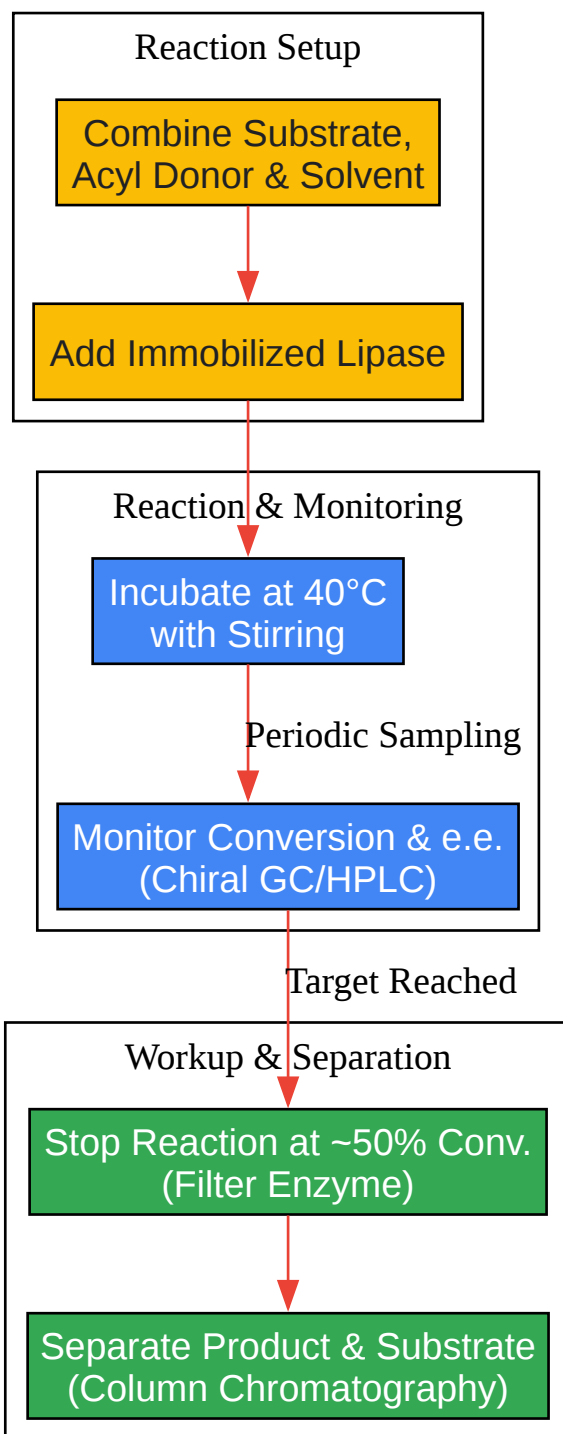 Reaction Setup
Combine Substrate,
Acyl Donor & Solvent
Add Immobilized Lipase
Reaction & Monitoring
Incubate at 40°C
with Stirring
Periodic Sampling
Monitor Conversion & e.e.
(Chiral GC/HPLC)
Target Reached
Workup & Separation
Stop Reaction at ~50% Conv.
(Filter Enzyme)
Separate Product & Substrate
(Column Chromatography)